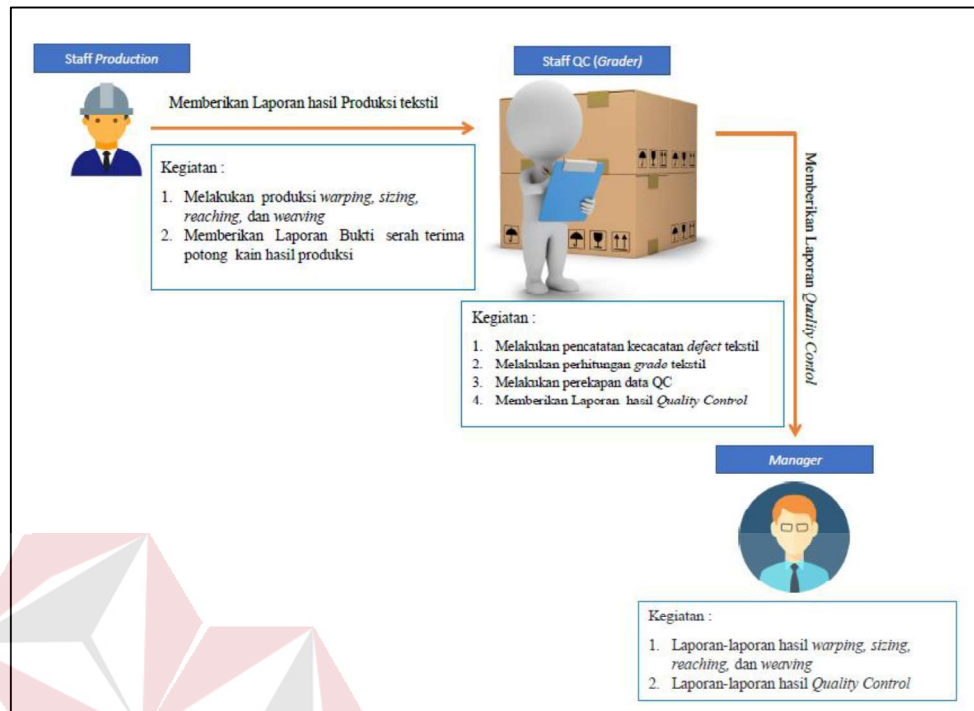 Staff Production
Memberikan Laporan hasil Produksi tekstil
Kegiatan :
1. Melakukan produksi warping, sizing,
reaching, dan weaving
2. Memberikan Laporan Bukti serah terima
potong kain hasil produksi
Staff QC (Grader)
Kegiatan :
1. Melakukan pencatatan kecacatan defect tekstil
2. Melakukan perhitungan grade tekstil
3. Melakukan perekapan data QC
4. Memberikan Laporan hasil Quality Control
Memberikan Laporan Quality Contol
Manager
Kegiatan :
1. Laporan-laporan hasil warping, sizing,
reaching, dan weaving
2. Laporan-laporan hasil Quality Control